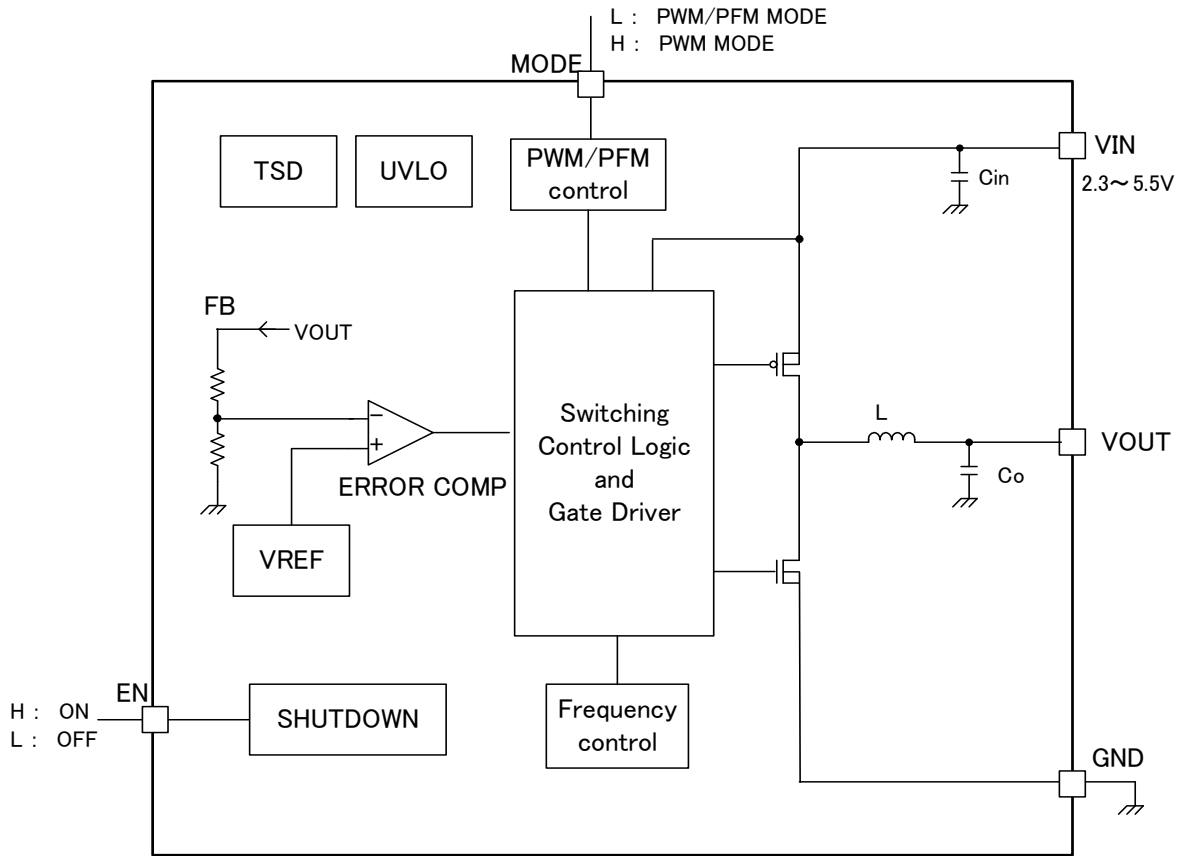 L : PWM/PFM MODE
H : PWM MODE
MODE
TSD
UVLO
PWM/PFM
control
VIN
2.3～5.5V
Cin
FB
VOUT
Switching
Control Logic
and
Gate Driver
L
VOUT
Co
ERROR COMP
VREF
EN
H : ON
L : OFF
SHUTDOWN
Frequency
control
GND